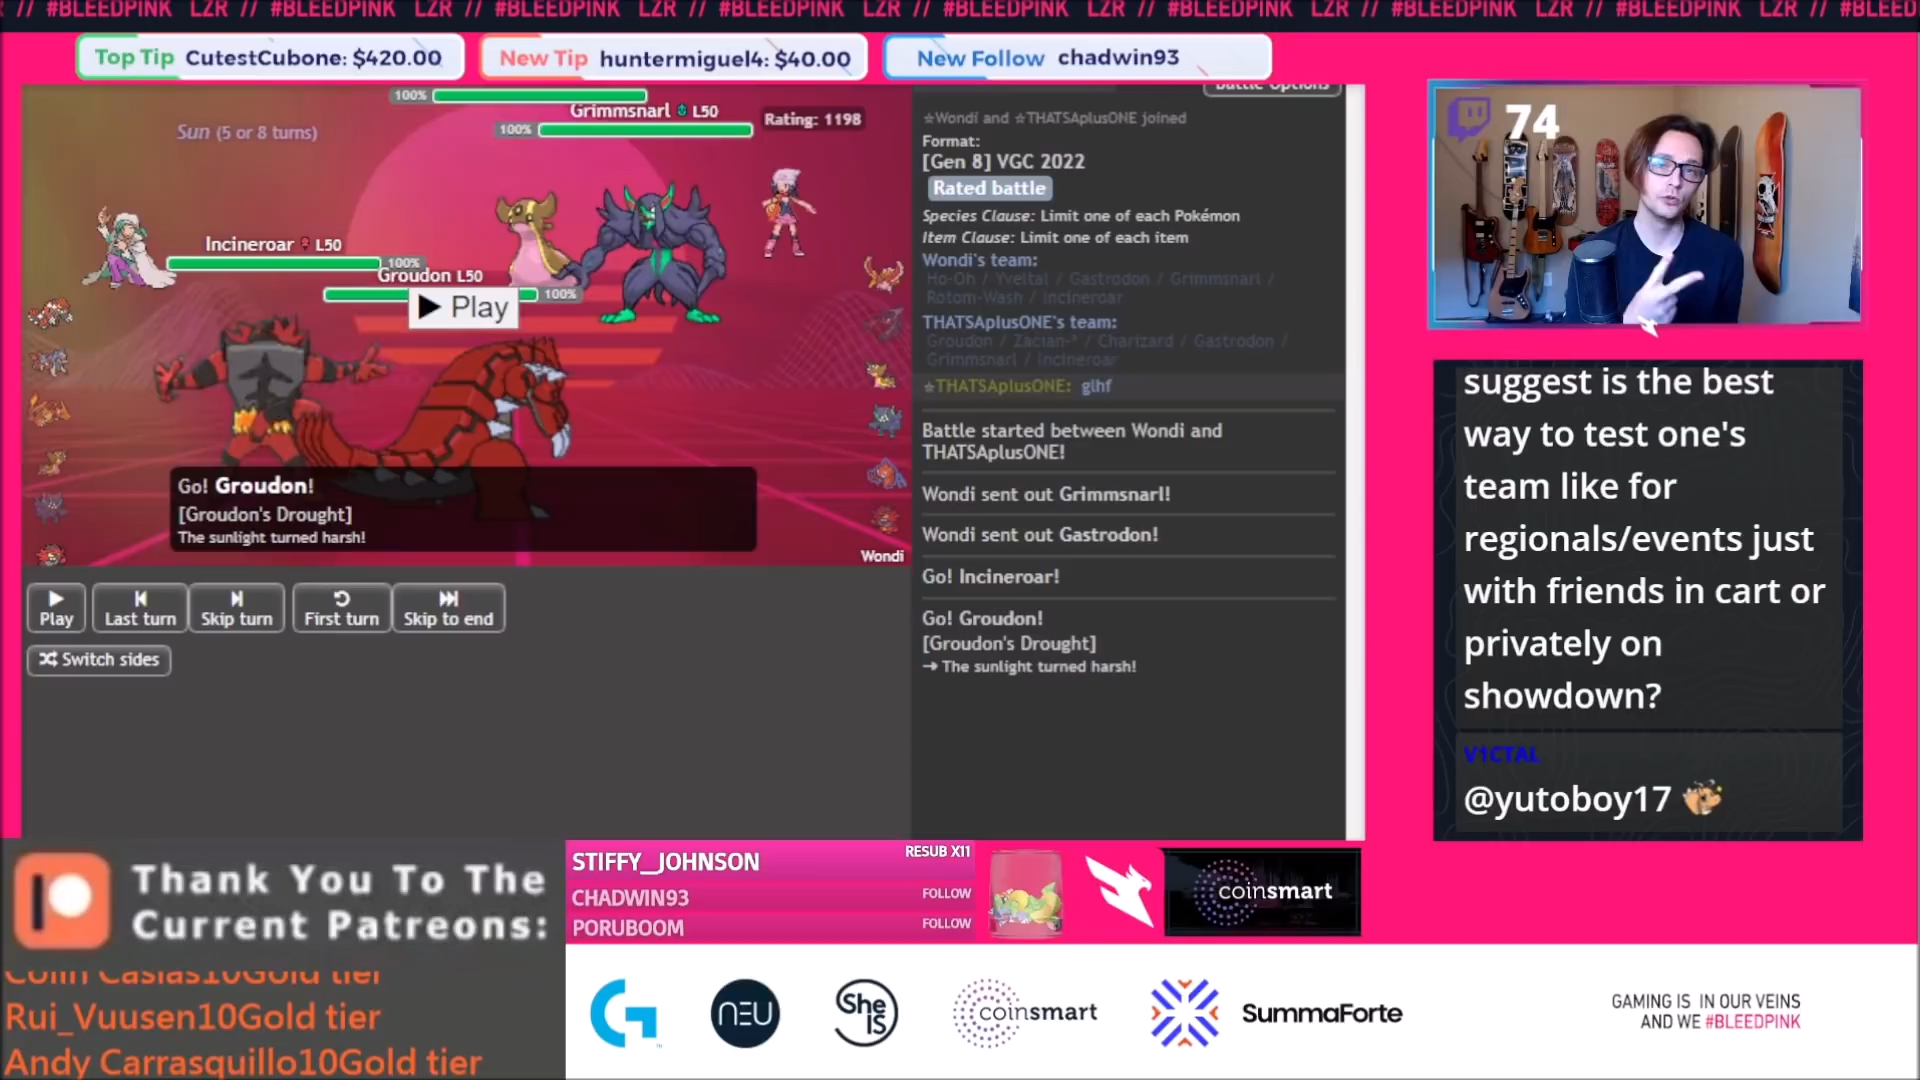 // #BLEEDPINK LZR // #BLEEDPINK LZR // #BLEEDPINK LZR // #BLEEDPINK LZR // #BLEEDPINK LZR // #BLEEDPINK LZR // #BLEEDPINK LZR // #BLEEDPINK LZR // #BLEED
Top Tip CutestCubone: $420.00
New Tip huntermiguel4: $40.00
New Follow chadwin93
100%
Grimmsnarl L50
100%
Rating: 1198
Sun (5 or 8 turns)
Incineroar L50
100%
Groudon L50
100%
Play
Go! Groudon!
[Groudon's Drought]
The sunlight turned harsh!
Wondi
Play
Last turn
Skip turn
First turn
Skip to end
Switch sides
Battle Options
☆Wondi and ☆THATSAplusONE joined
Format:
[Gen 8] VGC 2022
Rated battle
Species Clause: Limit one of each Pokémon
Item Clause: Limit one of each item
Wondi's team:
Ho-Oh / Yveltal / Gastrodon / Grimmsnarl /
Rotom-Wash / Incineroar
THATSAplusONE's team:
Groudon / Zacian-* / Charizard / Gastrodon /
Grimmsnarl / Incineroar
☆THATSAplusONE: glhf
Battle started between Wondi and
THATSAplusONE!
Wondi sent out Grimmsnarl!
Wondi sent out Gastrodon!
Go! Incineroar!
Go! Groudon!
[Groudon's Drought]
➙ The sunlight turned harsh!
74
suggest is the best
way to test one's
team like for
regionals/events just
with friends in cart or
privately on
showdown?
V1CTAL
@yutoboy17
Thank You To The
Current Patreons:
Colin Casias10Gold tier
Rui_Vuusen10Gold tier
Andy Carrasquillo10Gold tier
STIFFY__JOHNSON RESUB X11
CHADWIN93 FOLLOW
PORUBOOM FOLLOW
coinsmart
G
NEU
She
IS
coinsmart
SummaForte
GAMING IS IN OUR VEINS
AND WE #BLEEDPINK